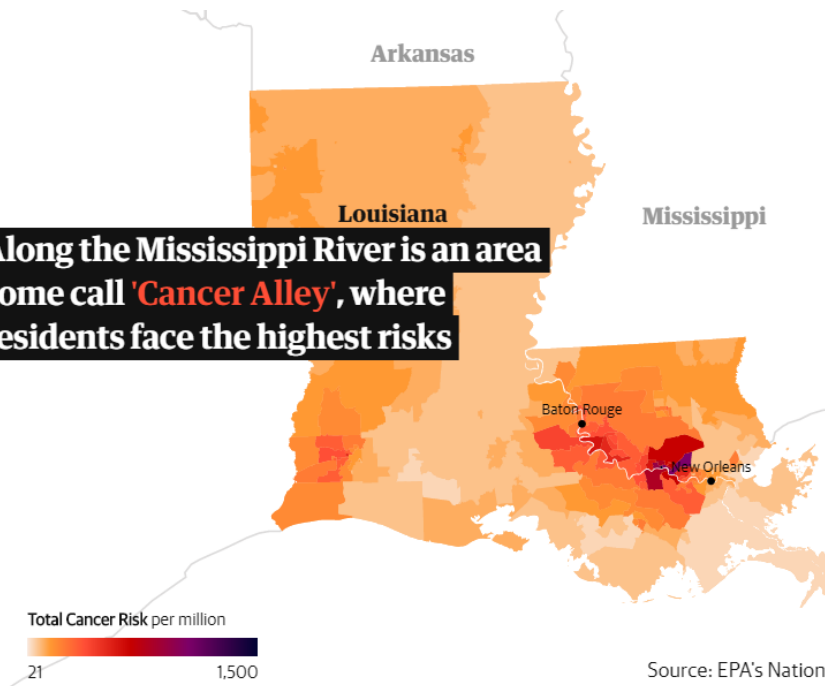 Arkansas
Louisiana
Mississippi
Along the Mississippi River is an area
ome call 'Cancer Alley', where
esidents face the highest risks
Baton Rouge
New Orleans
Total Cancer Risk per million
21
1,500
Source: EPA's Nation